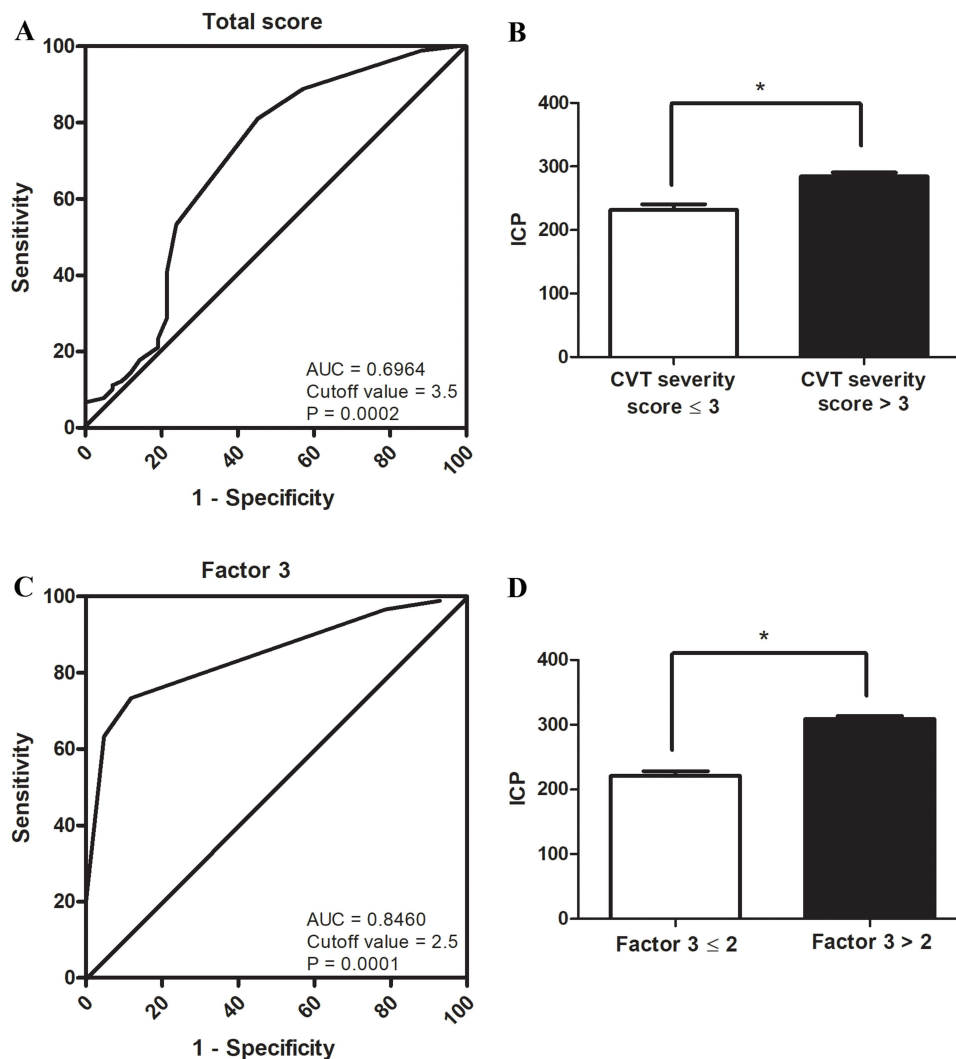 A
Total score
100
80
60
40
20
0
Sensitivity
AUC = 0.6964
Cutoff value = 3.5
P = 0.0002
0
20
40
60
80
100
1 - Specificity
B
*
400
300
200
100
0
ICP
CVT severity
score ≤ 3
CVT severity
score > 3
C
Factor 3
100
80
60
40
20
0
Sensitivity
AUC = 0.8460
Cutoff value = 2.5
P = 0.0001
0
20
40
60
80
100
1 - Specificity
D
*
400
300
200
100
0
ICP
Factor 3 ≤ 2
Factor 3 > 2